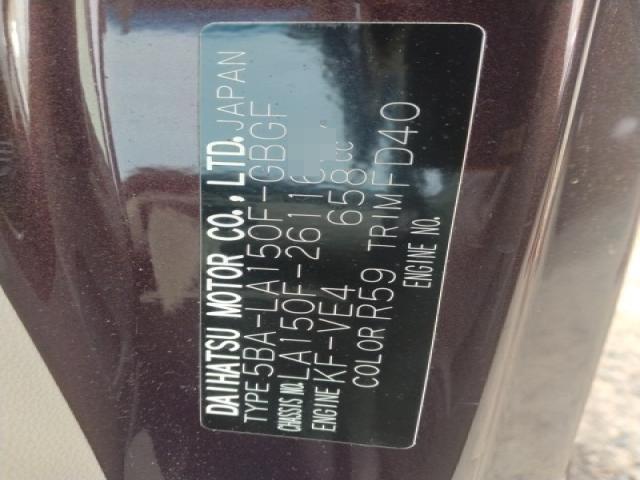 DAIHATSU MOTOR CO., LTD. JAPAN
TYPE 5BA-LA150F-GBGF
CHASSIS NO. LA150F-26116
ENGINE KF-VE4 658cc
COLOR R59 TRIM FD40
ENGINE NO.